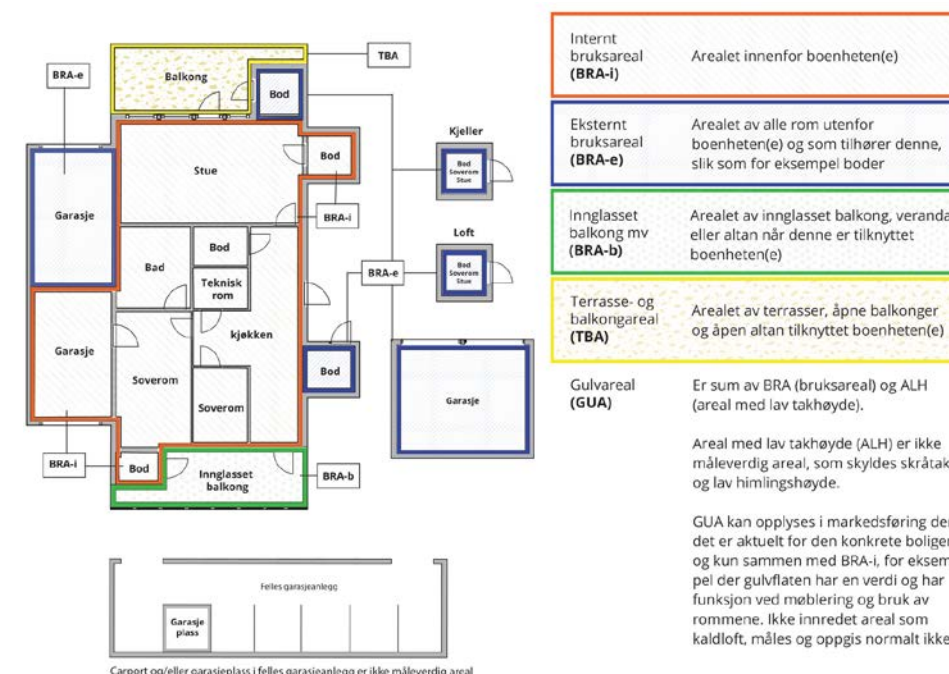 TBA
BRA-e
Balkong
Bod
Kjeller
Bod
Soverom
Stue
Stue
Bod
BRA-i
Garasje
Loft
Bod
Bad
Bod
Soverom
Stue
BRA-e
Teknisk
rom
kjøkken
Garasje
Soverom
Bod
Garasje
Soverom
BRA-i
Bod
Innglasset
balkong
BRA-b
Felles garasjeanlegg
Garasje
plass
Carport og/eller garasjeplass i felles garasjeanlegg er ikke måleverdig areal
Internt
bruksareal
(BRA-i)
Arealet innenfor boenheten(e)
Eksternt
bruksareal
(BRA-e)
Arealet av alle rom utenfor
boenheten(e) og som tilhører denne,
slik som for eksempel boder
Innglasset
balkong mv
(BRA-b)
Arealet av innglasset balkong, veranda
eller altan når denne er tilknyttet
boenheten(e)
Terrasse- og
balkongareal
(TBA)
Arealet av terrasser, åpne balkonger
og åpen altan tilknyttet boenheten(e)
Gulvareal
(GUA)
Er sum av BRA (bruksareal) og ALH
(areal med lav takhøyde).
Areal med lav takhøyde (ALH) er ikke
måleverdig areal, som skyldes skråtak
og lav himlingshøyde.
GUA kan opplyses i markedsføring der
det er aktuelt for den konkrete boligen
og kun sammen med BRA-i, for eksem
pel der gulvflaten har en verdi og har
funksjon ved møblering og bruk av
rommene. Ikke innredet areal som
kaldloft, måles og oppgis normalt ikke